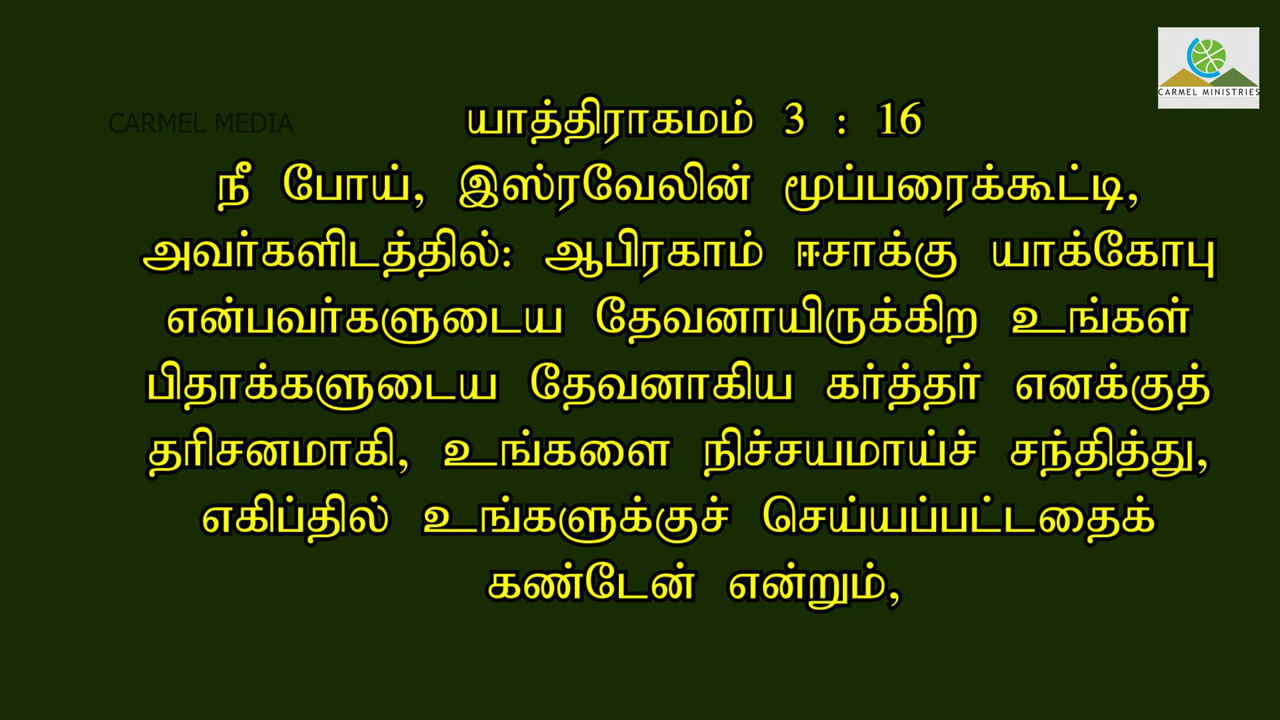 CARMEL MINISTRIES
CARMEL MEDIA
யாத்திராகமம் 3 : 16
நீ போய், இஸ்ரவேலின் மூப்பரைக்கூட்டி,
அவர்களிடத்தில்: ஆபிரகாம் ஈசாக்கு யாக்கோபு
என்பவர்களுடைய தேவனாயிருக்கிற உங்கள்
பிதாக்களுடைய தேவனாகிய கர்த்தர் எனக்குத்
தரிசனமாகி, உங்களை நிச்சயமாய்ச் சந்தித்து,
எகிப்தில் உங்களுக்குச் செய்யப்பட்டதைக்
கண்டேன் என்றும்,